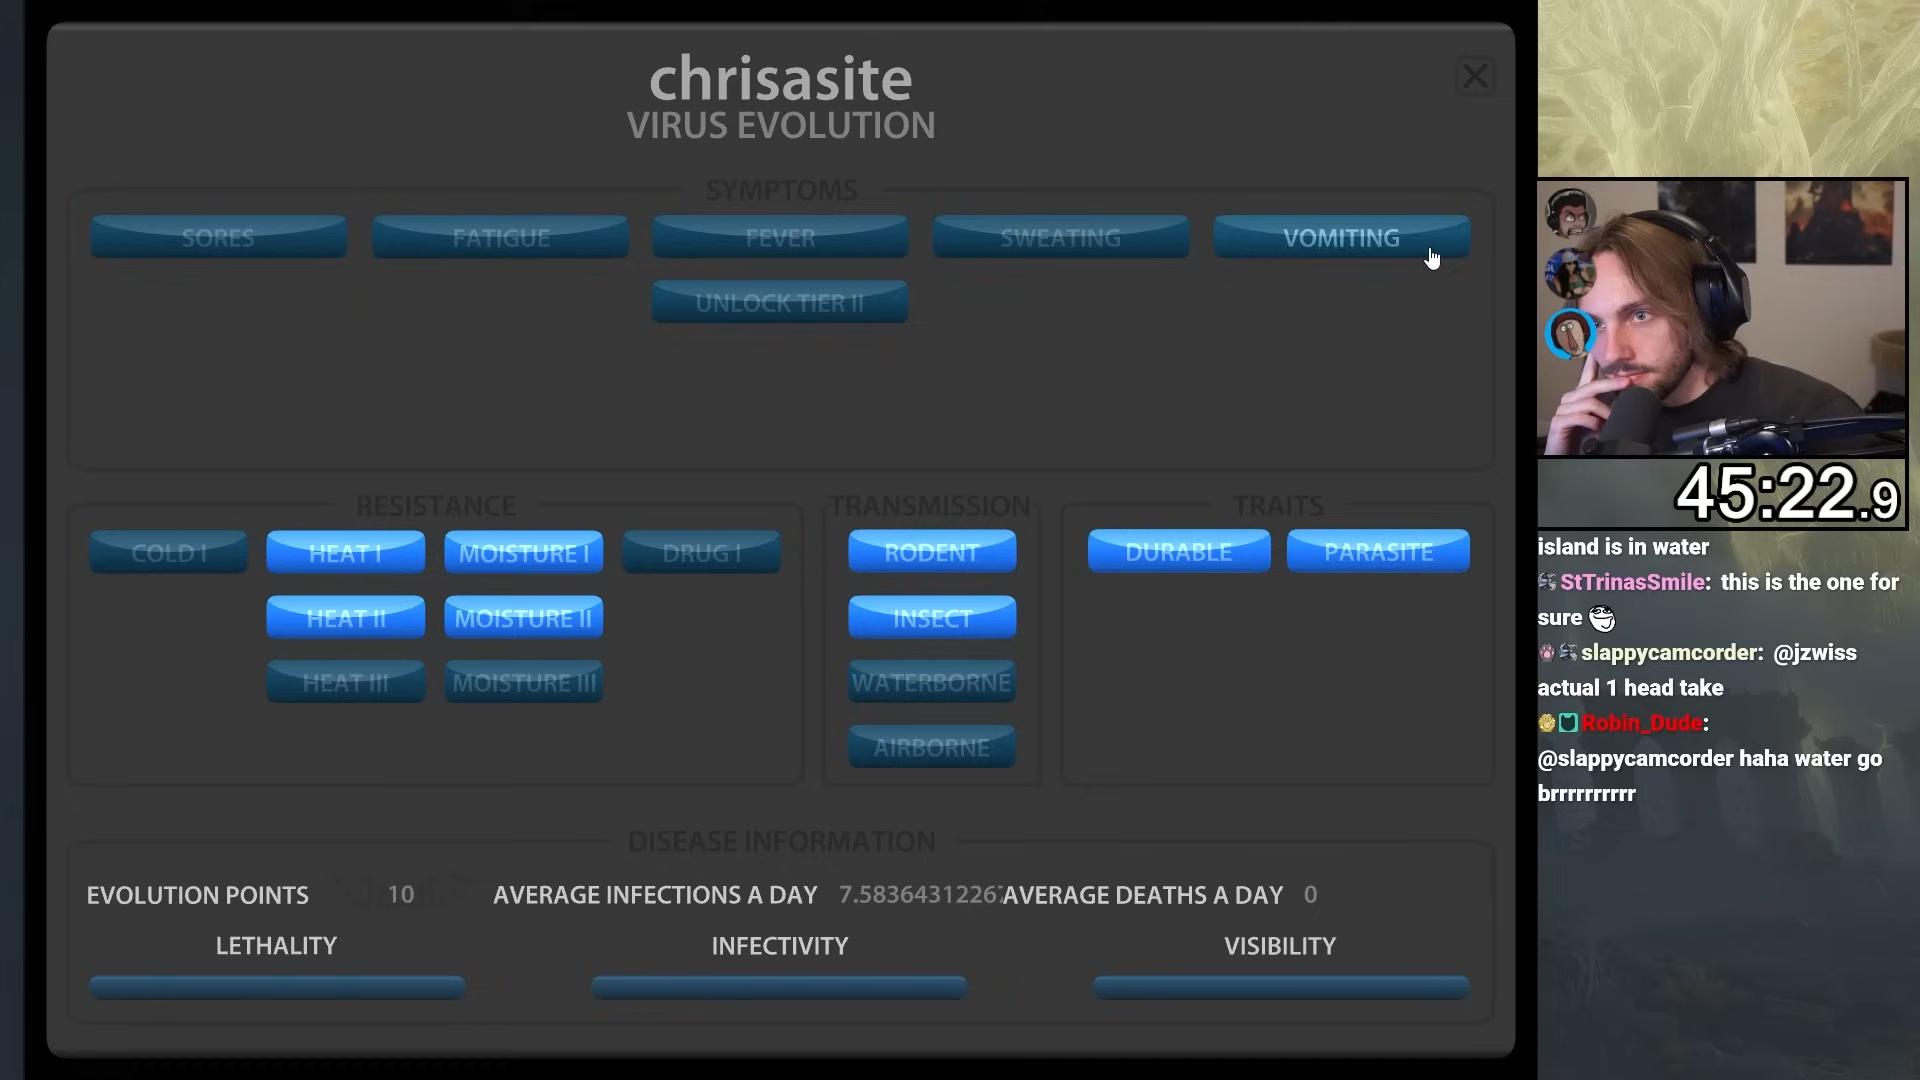 chrisasite
VIRUS EVOLUTION
SYMPTOMS
SORES
FATIGUE
FEVER
SWEATING
VOMITING
UNLOCK TIER II
RESISTANCE
COLD I
HEAT I
MOISTURE I
DRUG I
HEAT II
MOISTURE II
HEAT III
MOISTURE III
TRANSMISSION
RODENT
INSECT
WATERBORNE
AIRBORNE
TRAITS
DURABLE
PARASITE
DISEASE INFORMATION
EVOLUTION POINTS 10
AVERAGE INFECTIONS A DAY 7.5836431226
AVERAGE DEATHS A DAY 0
LETHALITY
INFECTIVITY
VISIBILITY
45:22.9
island is in water
StTrinasSmile: this is the one for
sure
slappycamcorder: @jzwiss
actual 1 head take
Robin_Dude:
@slappycamcorder haha water go
brrrrrrrrrr